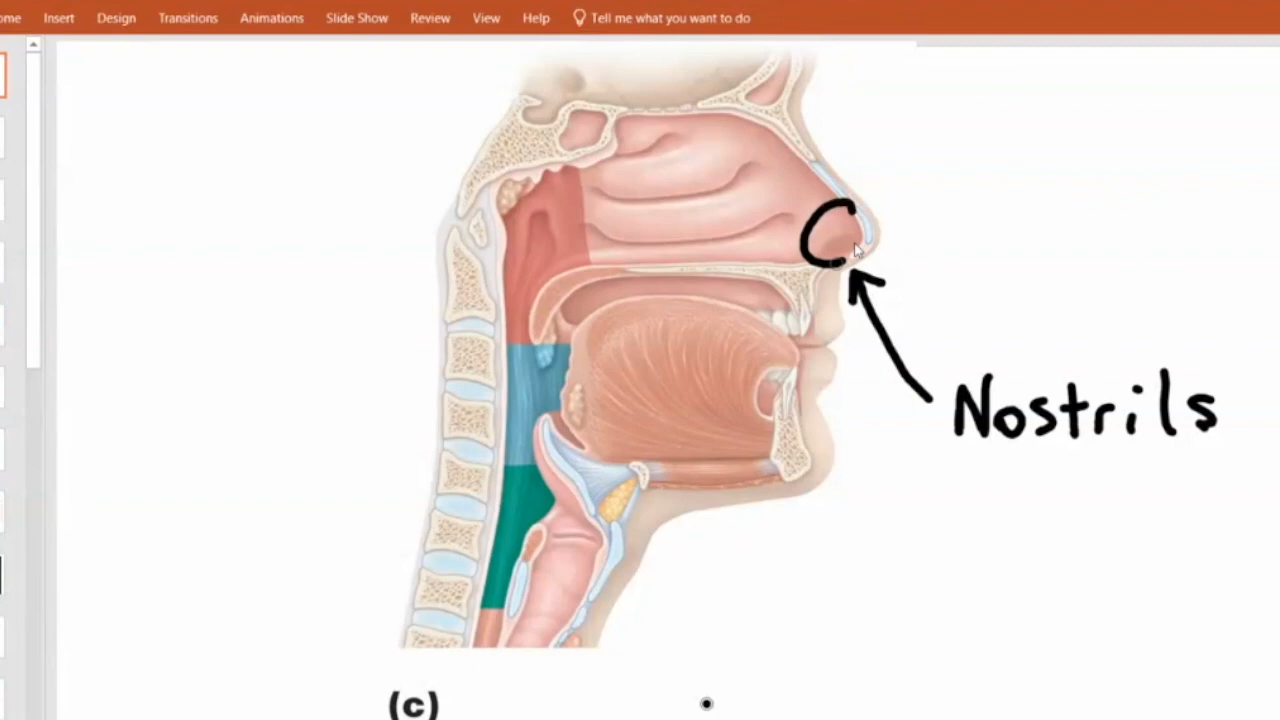 Insert Design Transitions Animations Slide Show Review View Help Tell me what you want to do
Nostrils
(c)